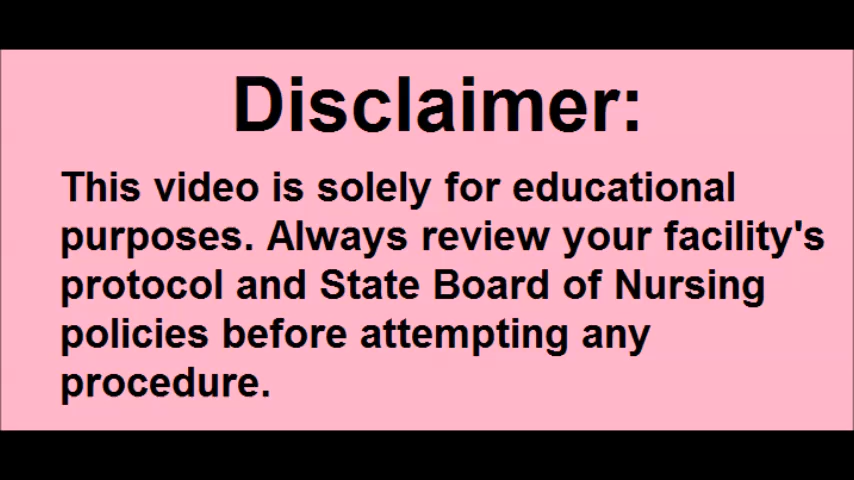 Disclaimer:
This video is solely for educational
purposes. Always review your facility's
protocol and State Board of Nursing
policies before attempting any
procedure.